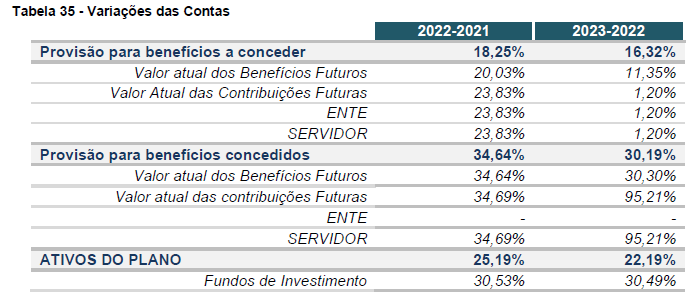 Tabela 35 - Variações das Contas
2022-2021 2023-2022
Provisão para benefícios a conceder 18,25% 16,32%
Valor atual dos Benefícios Futuros 20,03% 11,35%
Valor Atual das Contribuições Futuras 23,83% 1,20%
ENTE 23,83% 1,20%
SERVIDOR 23,83% 1,20%
Provisão para benefícios concedidos 34,64% 30,19%
Valor atual dos Benefícios Futuros 34,64% 30,30%
Valor atual das contribuições Futuras 34,69% 95,21%
ENTE - -
SERVIDOR 34,69% 95,21%
ATIVOS DO PLANO 25,19% 22,19%
Fundos de Investimento 30,53% 30,49%